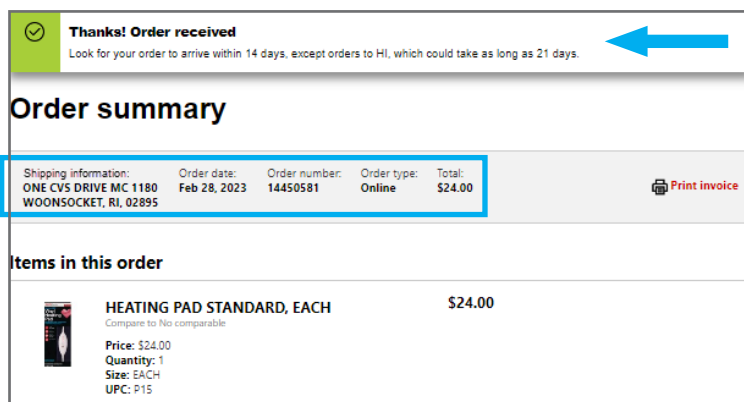 Thanks! Order received
Look for your order to arrive within 14 days, except orders to HI, which could take as long as 21 days.
Order summary
Shipping information: Order date: Order number: Order type: Total:
ONE CVS DRIVE MC 1180 Feb 28, 2023 14450581 Online $24.00
WOONSOCKET, RI, 02895
Print invoice
Items in this order
HEATING PAD STANDARD, EACH $24.00
Compare to No comparable
Price: $24.00
Quantity: 1
Size: EACH
UPC: P15